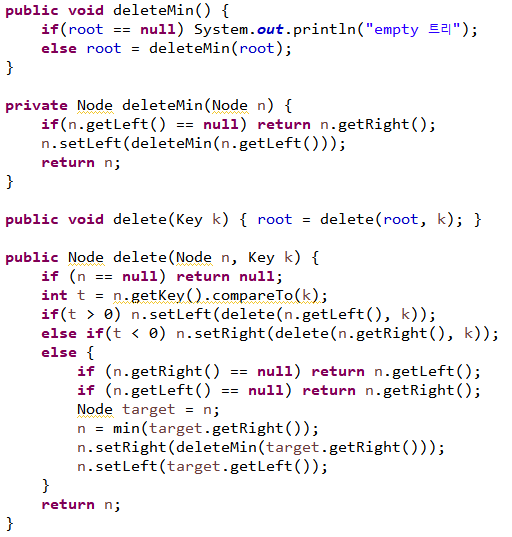 public void deleteMin() {
    if(root == null) System.out.println("empty 트리");
    else root = deleteMin(root);
}

private Node deleteMin(Node n) {
    if(n.getLeft() == null) return n.getRight();
    n.setLeft(deleteMin(n.getLeft()));
    return n;
}

public void delete(Key k) { root = delete(root, k); }

public Node delete(Node n, Key k) {
    if (n == null) return null;
    int t = n.getKey().compareTo(k);
    if(t > 0) n.setLeft(delete(n.getLeft(), k));
    else if(t < 0) n.setRight(delete(n.getRight(), k));
    else {
        if (n.getRight() == null) return n.getLeft();
        if (n.getLeft() == null) return n.getRight();
        Node target = n;
        n = min(target.getRight());
        n.setRight(deleteMin(target.getRight()));
        n.setLeft(target.getLeft());
    }
    return n;
}